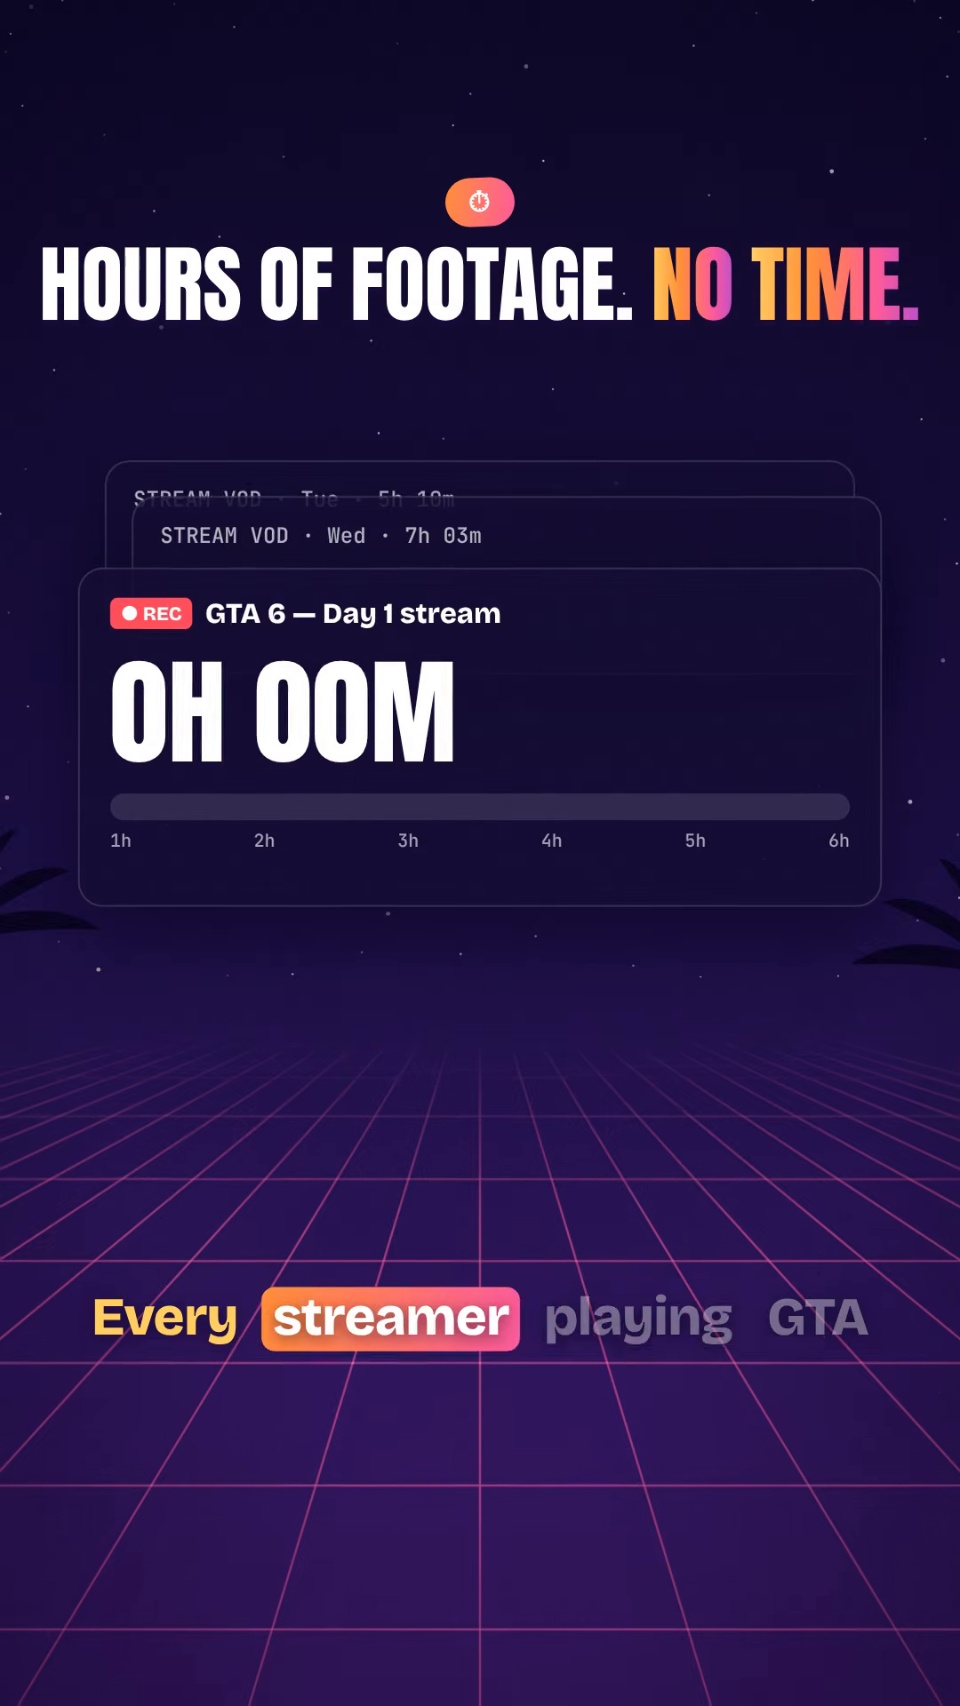 HOURS OF FOOTAGE. NO TIME.
STREAM VOD · Tue · 5h 10m
STREAM VOD · Wed · 7h 03m
REC GTA 6 — Day 1 stream
0H 00M
1h 2h 3h 4h 5h 6h
Every streamer playing GTA